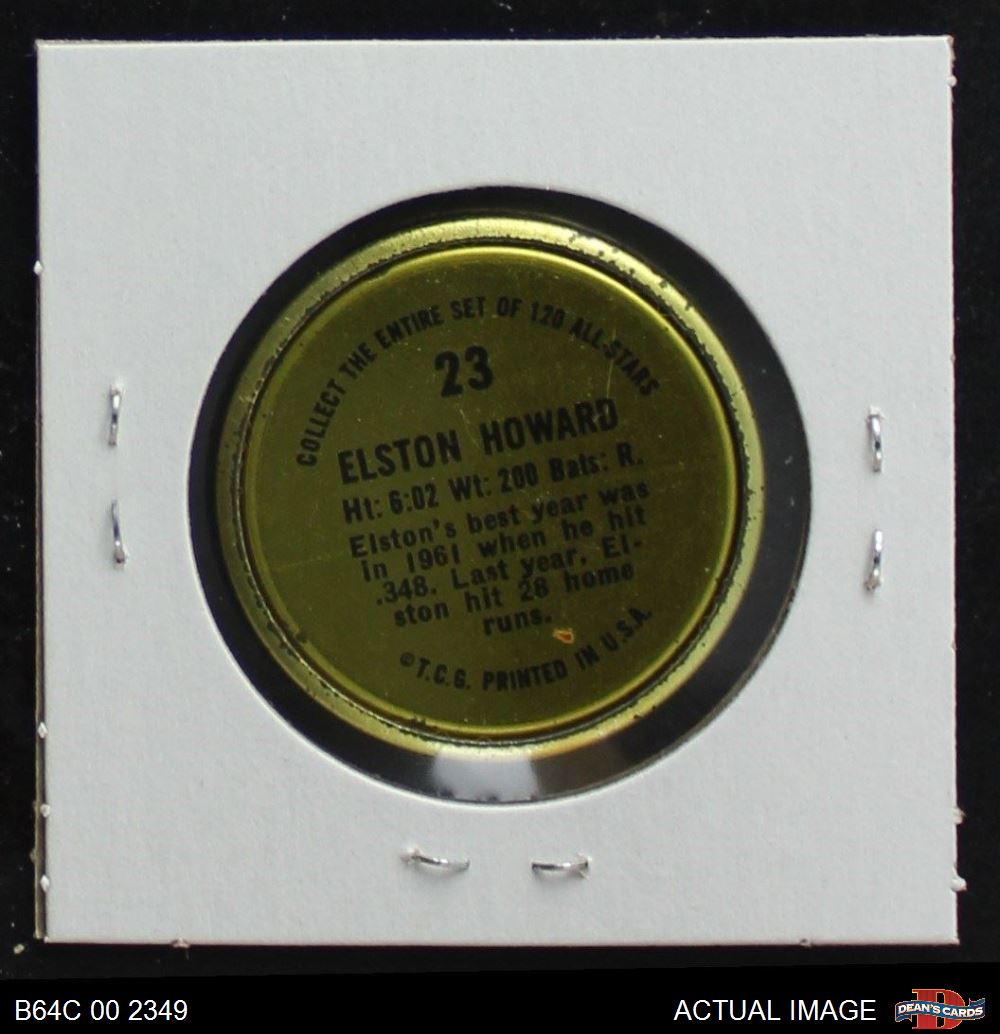 COLLECT THE ENTIRE SET OF 120 ALL-STARS
23
ELSTON HOWARD
Ht: 6:02 Wt: 200 Bats: R.
Elston's best year was
in 1961 when he hit
.348. Last year, El-
ston hit 28 home
runs.
©T.C.G. PRINTED IN U.S.A.
B64C 00 2349
ACTUAL IMAGE
D
DEAN'S CARDS